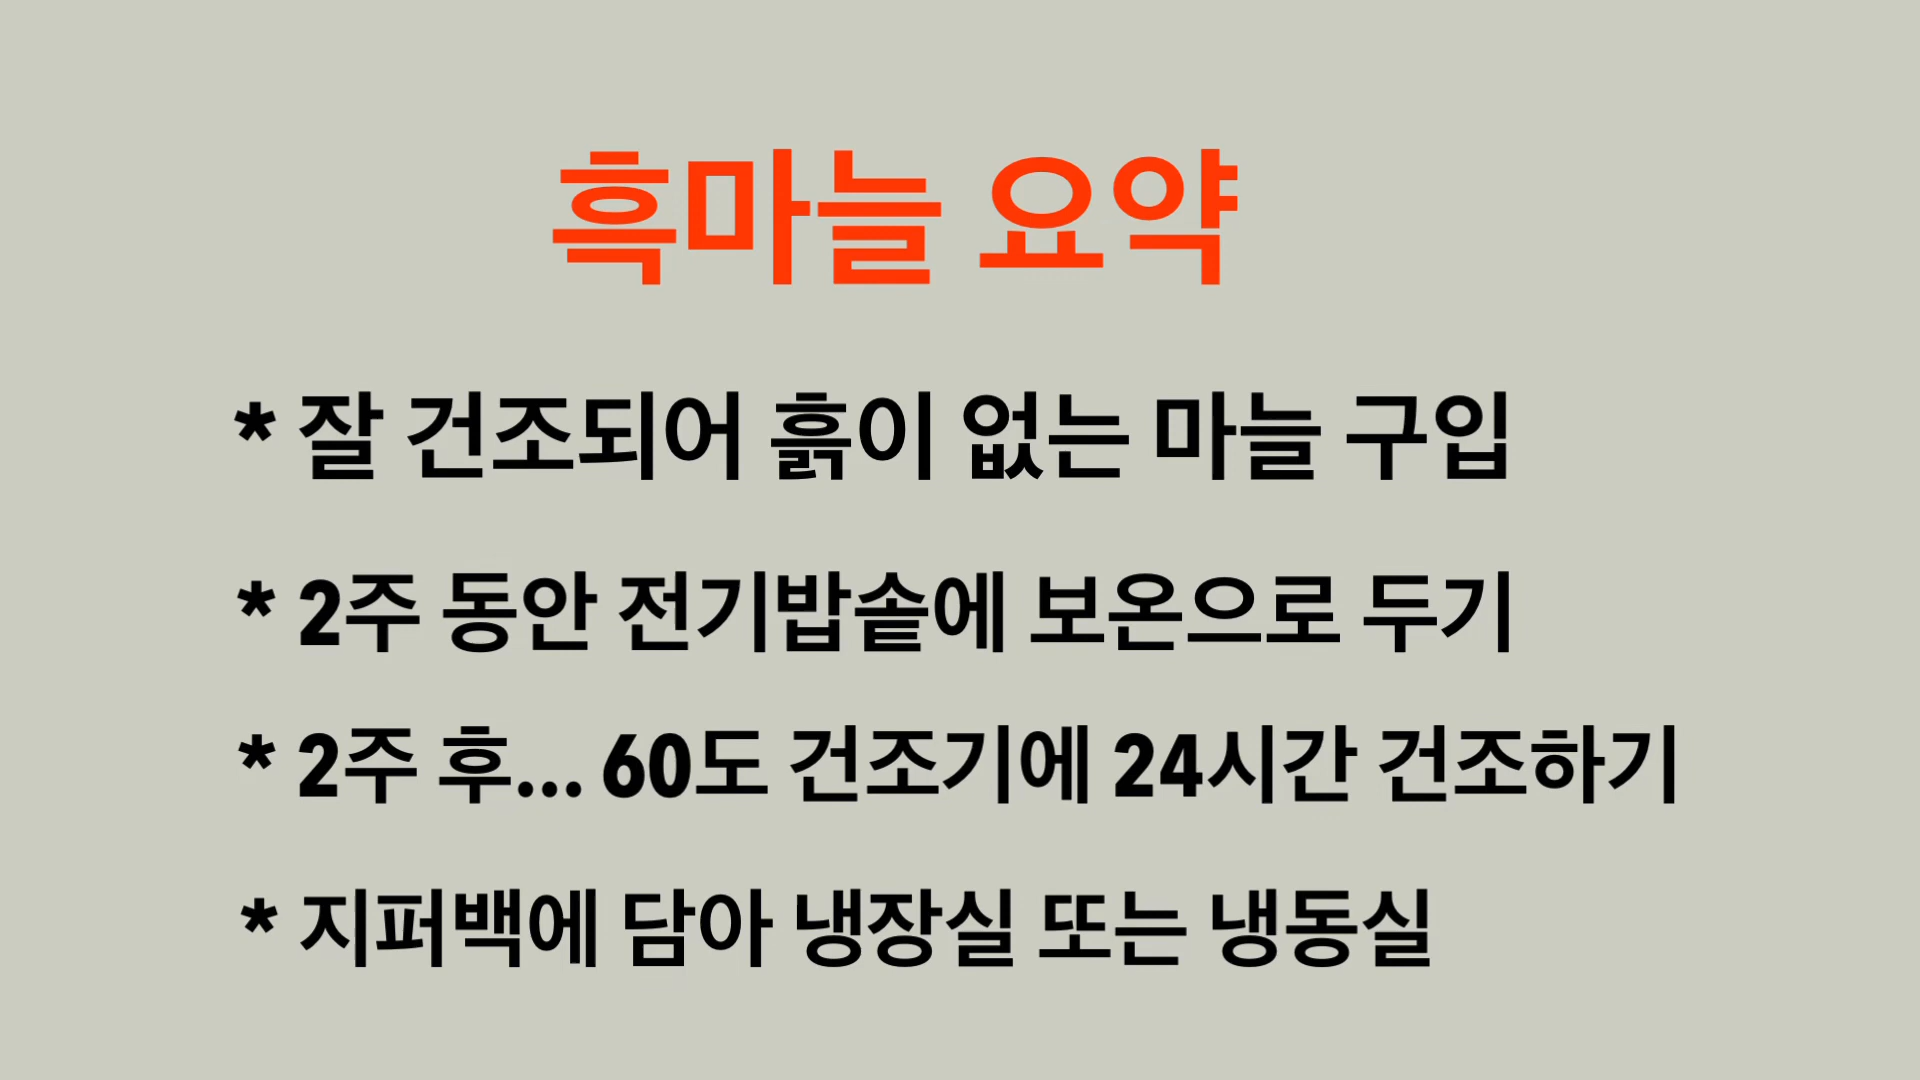 흑마늘 요약
* 잘 건조되어 흙이 없는 마늘 구입
* 2주 동안 전기밥솥에 보온으로 두기
* 2주 후... 60도 건조기에 24시간 건조하기
* 지퍼백에 담아 냉장실 또는 냉동실